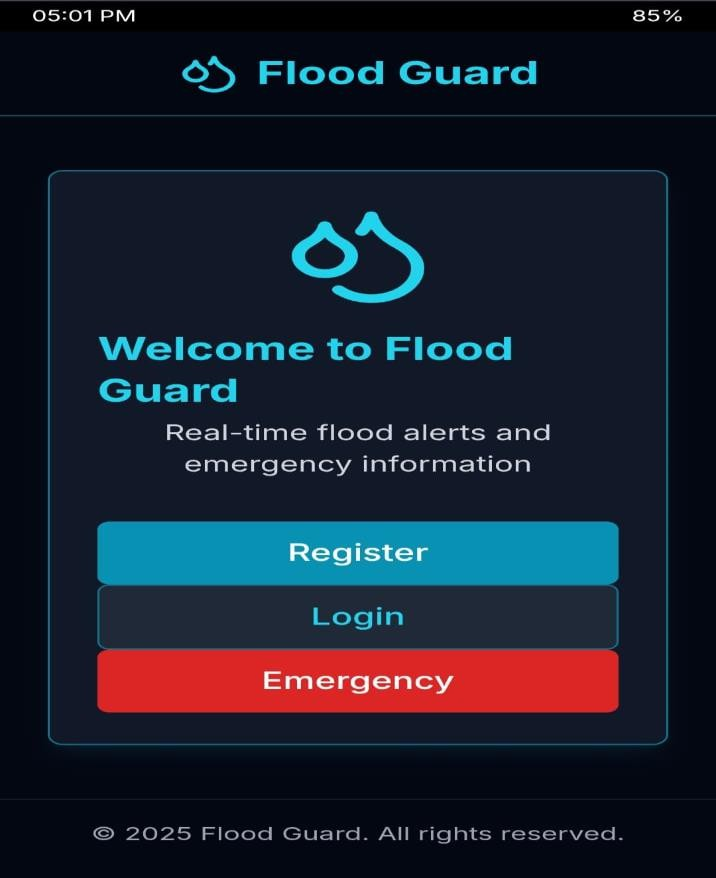 05:01 PM 85%
Flood Guard
Welcome to Flood
Guard
Real-time flood alerts and
emergency information
Register
Login
Emergency
© 2025 Flood Guard. All rights reserved.